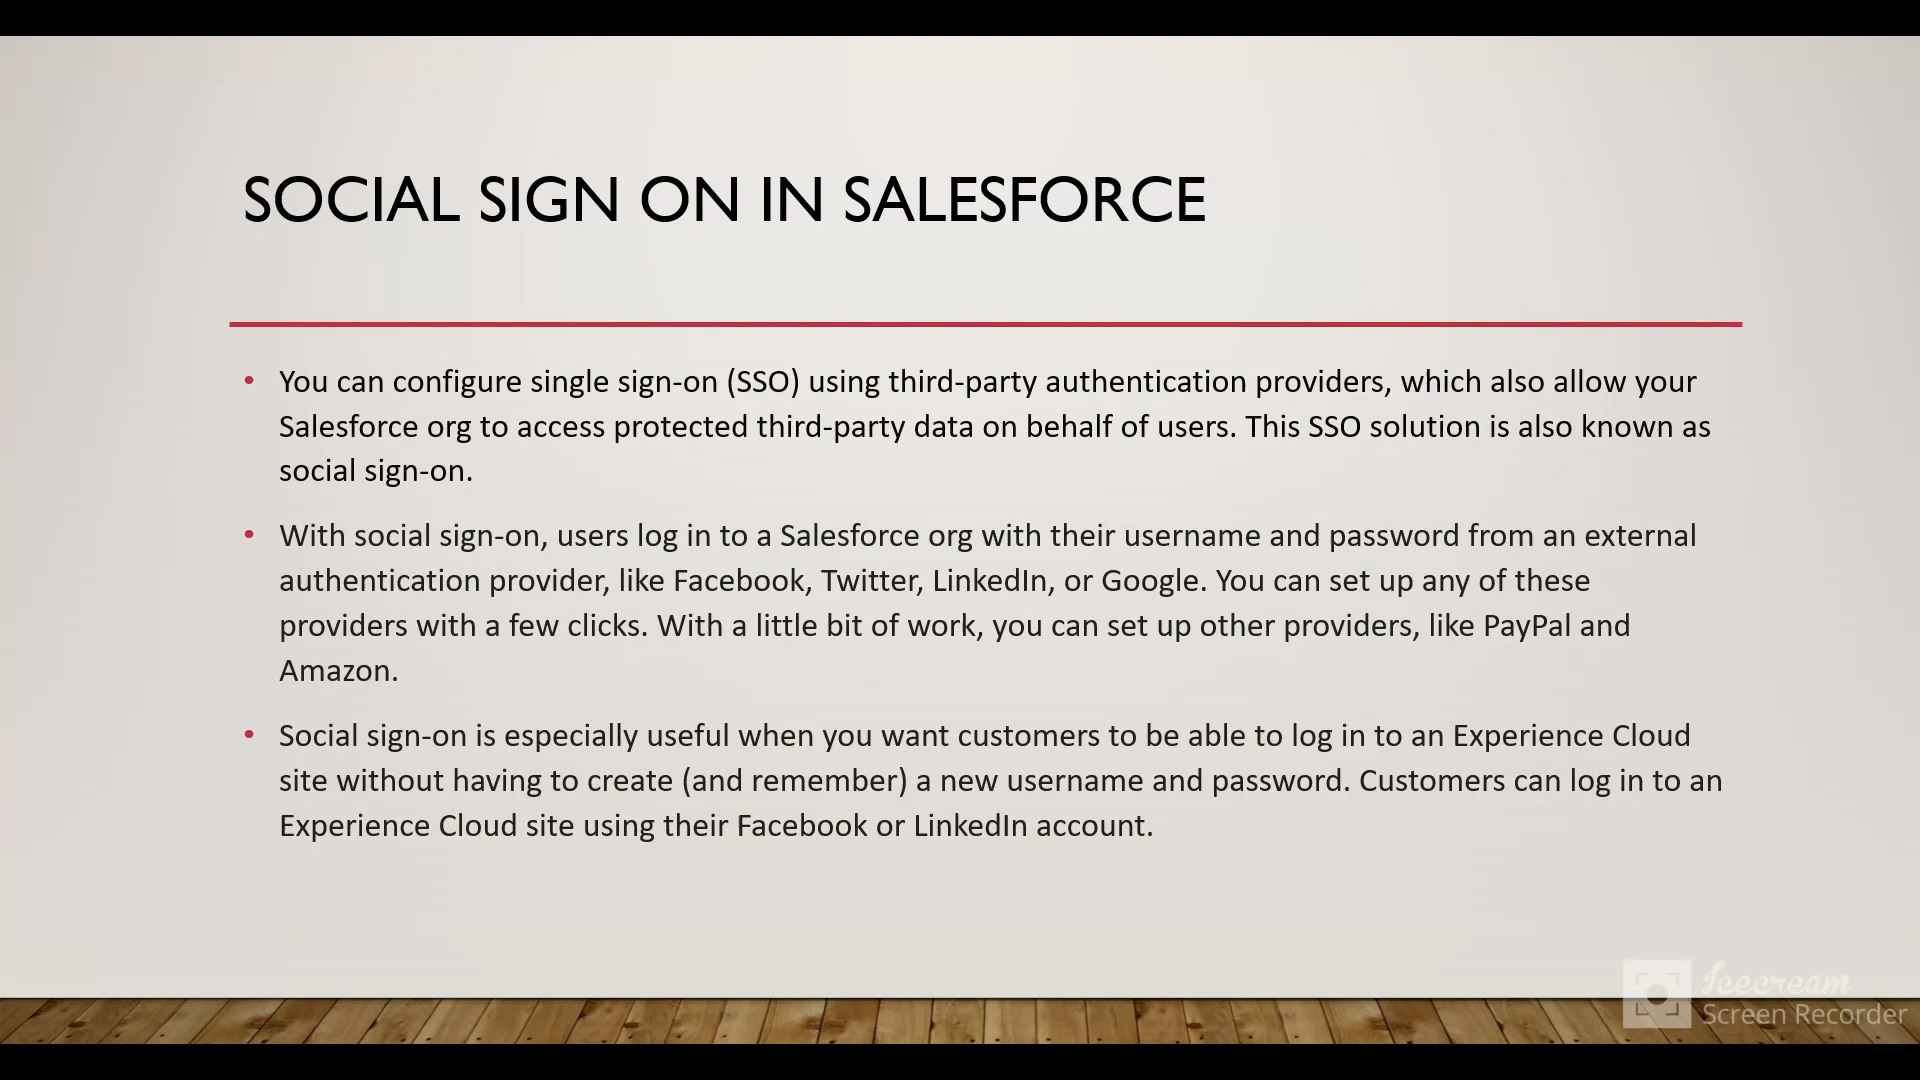 SOCIAL SIGN ON IN SALESFORCE
• You can configure single sign-on (SSO) using third-party authentication providers, which also allow your
Salesforce org to access protected third-party data on behalf of users. This SSO solution is also known as
social sign-on.
• With social sign-on, users log in to a Salesforce org with their username and password from an external
authentication provider, like Facebook, Twitter, LinkedIn, or Google. You can set up any of these
providers with a few clicks. With a little bit of work, you can set up other providers, like PayPal and
Amazon.
• Social sign-on is especially useful when you want customers to be able to log in to an Experience Cloud
site without having to create (and remember) a new username and password. Customers can log in to an
Experience Cloud site using their Facebook or LinkedIn account.
Icecream
Screen Recorder